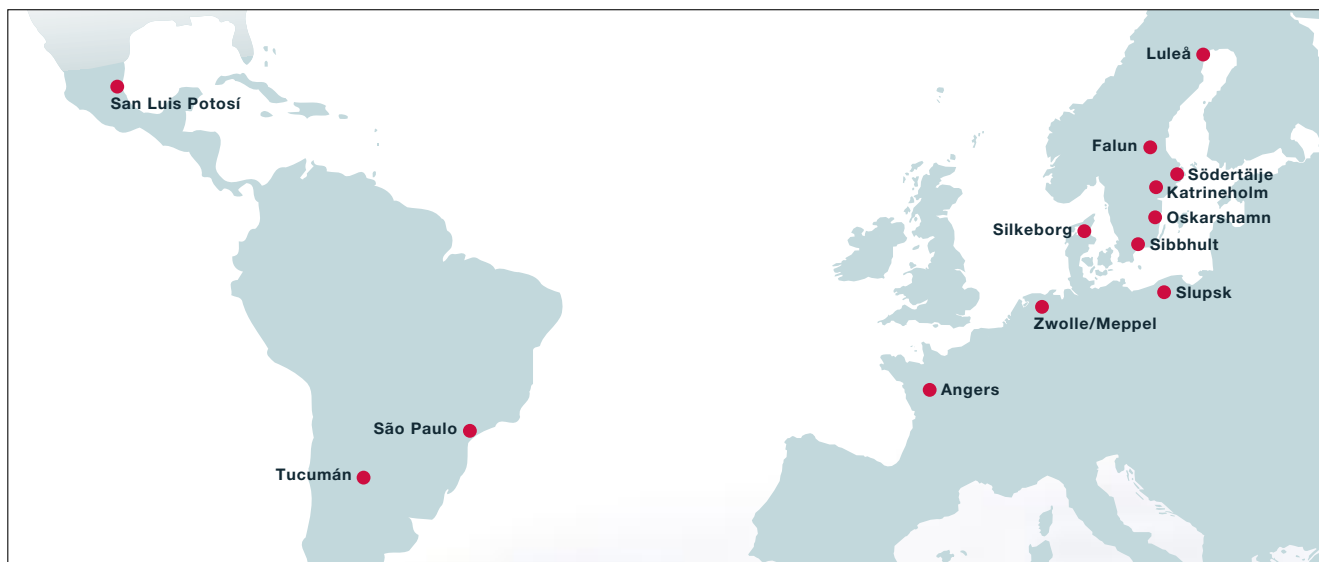 Luleå
San Luis Potosí
Falun
Södertälje
Katrineholm
Oskarshamn
Silkeborg
Sibbhult
Slupsk
Zwolle/Meppel
Angers
São Paulo
Tucumán